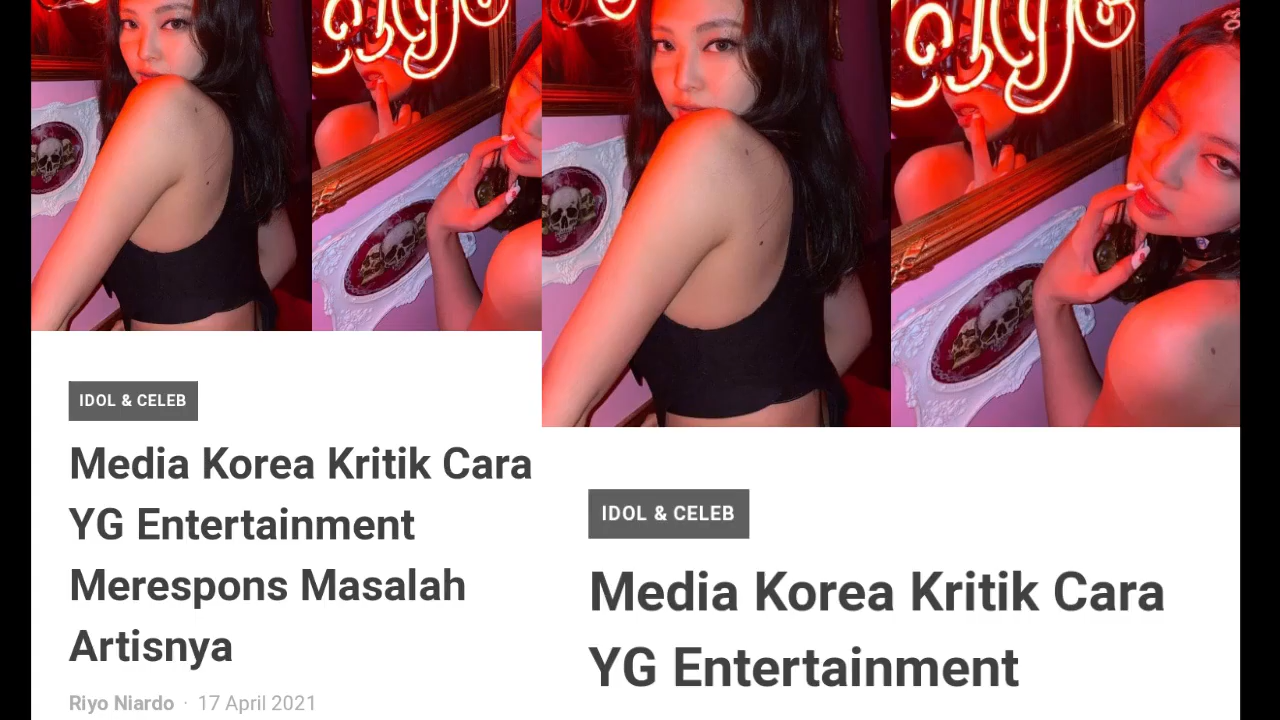 IDOL & CELEB
Media Korea Kritik Cara
YG Entertainment
Merespons Masalah
Artisnya
Riyo Niardo · 17 April 2021
IDOL & CELEB
Media Korea Kritik Cara
YG Entertainment